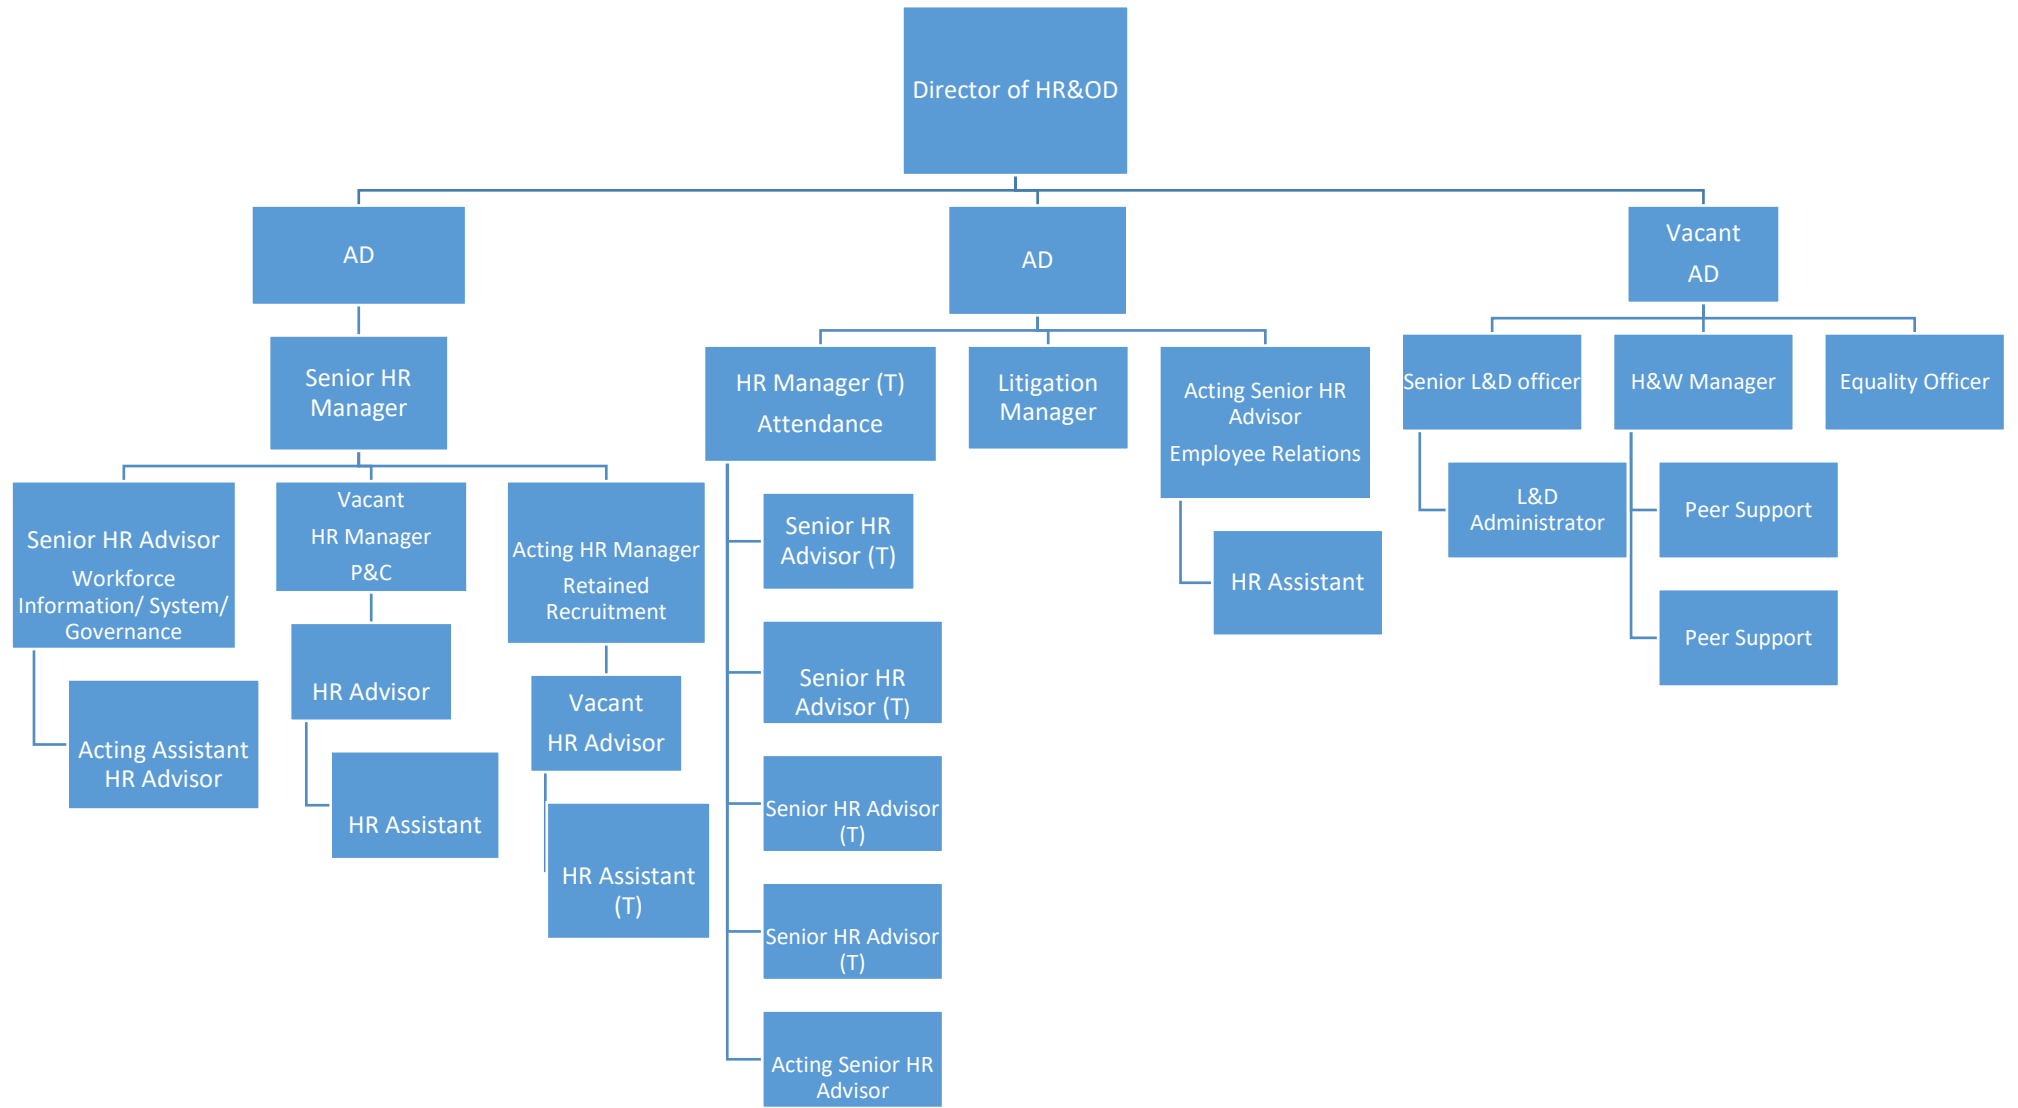 Director of HR&OD
AD
AD
Vacant
AD
Senior HR
Manager
HR Manager (T)
Attendance
Litigation
Manager
Acting Senior HR
Advisor
Employee Relations
Senior L&D officer
H&W Manager
Equality Officer
Senior HR Advisor
Workforce
Information/ System/
Governance
Vacant
HR Manager
P&C
Acting HR Manager
Retained
Recruitment
Senior HR
Advisor (T)
HR Assistant
L&D
Administrator
Peer Support
Acting Assistant
HR Advisor
HR Advisor
Vacant
HR Advisor
Senior HR
Advisor (T)
Peer Support
HR Assistant
HR Assistant
(T)
Senior HR Advisor
(T)
Senior HR Advisor
(T)
Acting Senior HR
Advisor